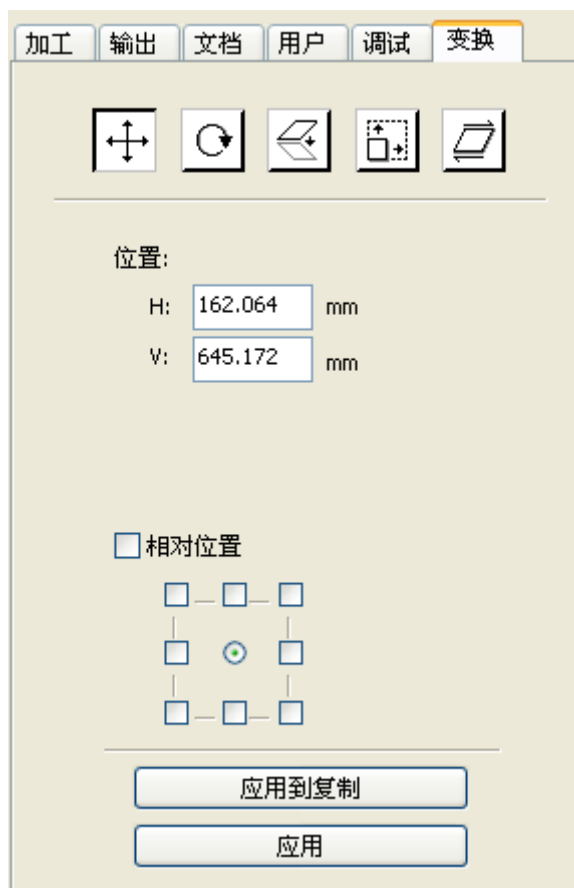 加工 输出 文档 用户 调试 变换
位置:
H: 162.064 mm
V: 645.172 mm
相对位置
应用到复制
应用